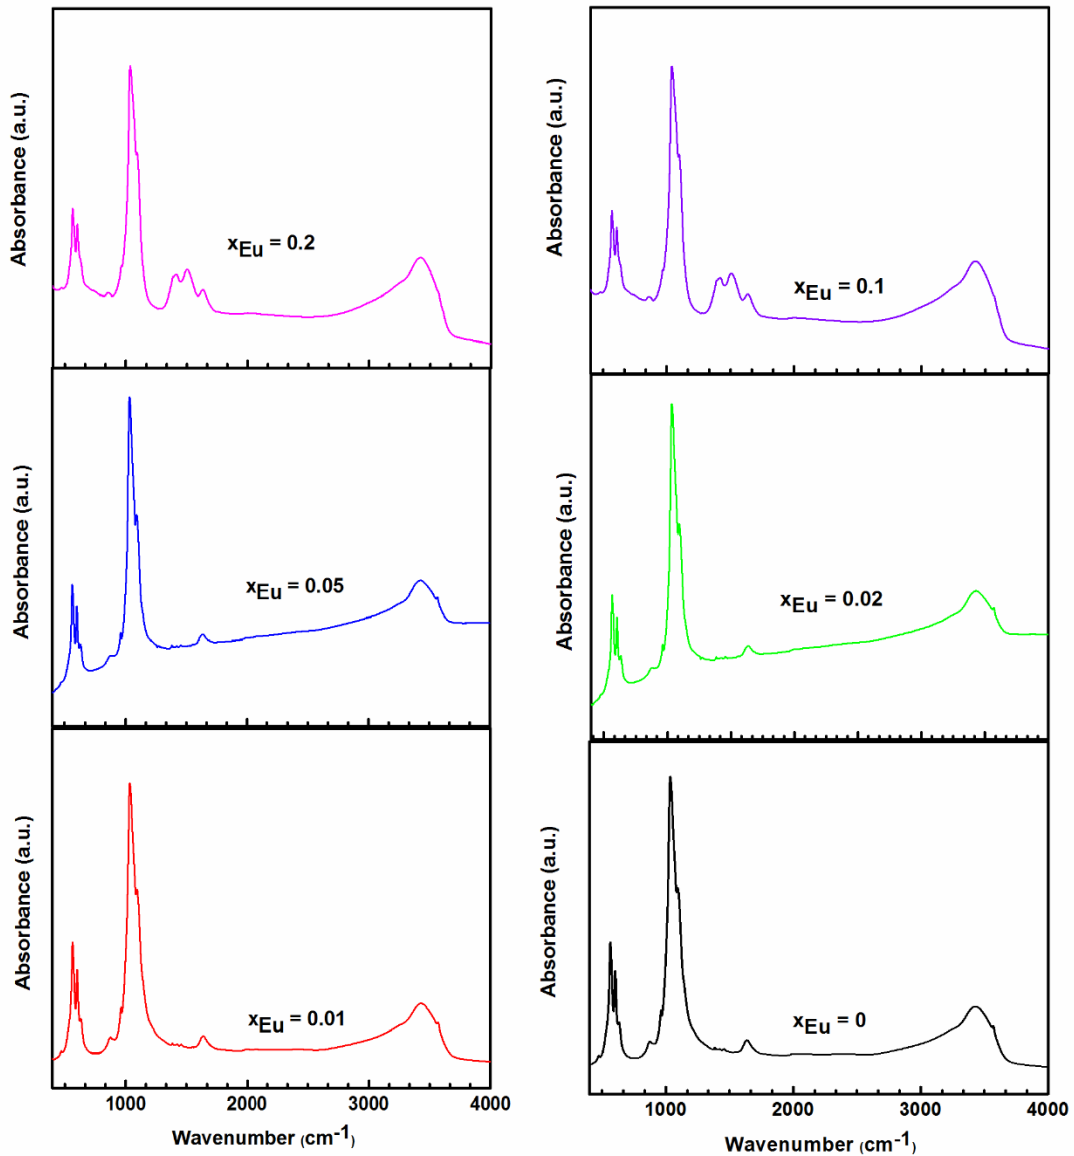 Absorbance (a.u.)
xEu = 0.2
Absorbance (a.u.)
xEu = 0.1
Absorbance (a.u.)
xEu = 0.05
Absorbance (a.u.)
xEu = 0.02
Absorbance (a.u.)
xEu = 0.01
1000 2000 3000 4000
Wavenumber (cm-1)
Absorbance (a.u.)
xEu = 0
1000 2000 3000 4000
Wavenumber (cm-1)